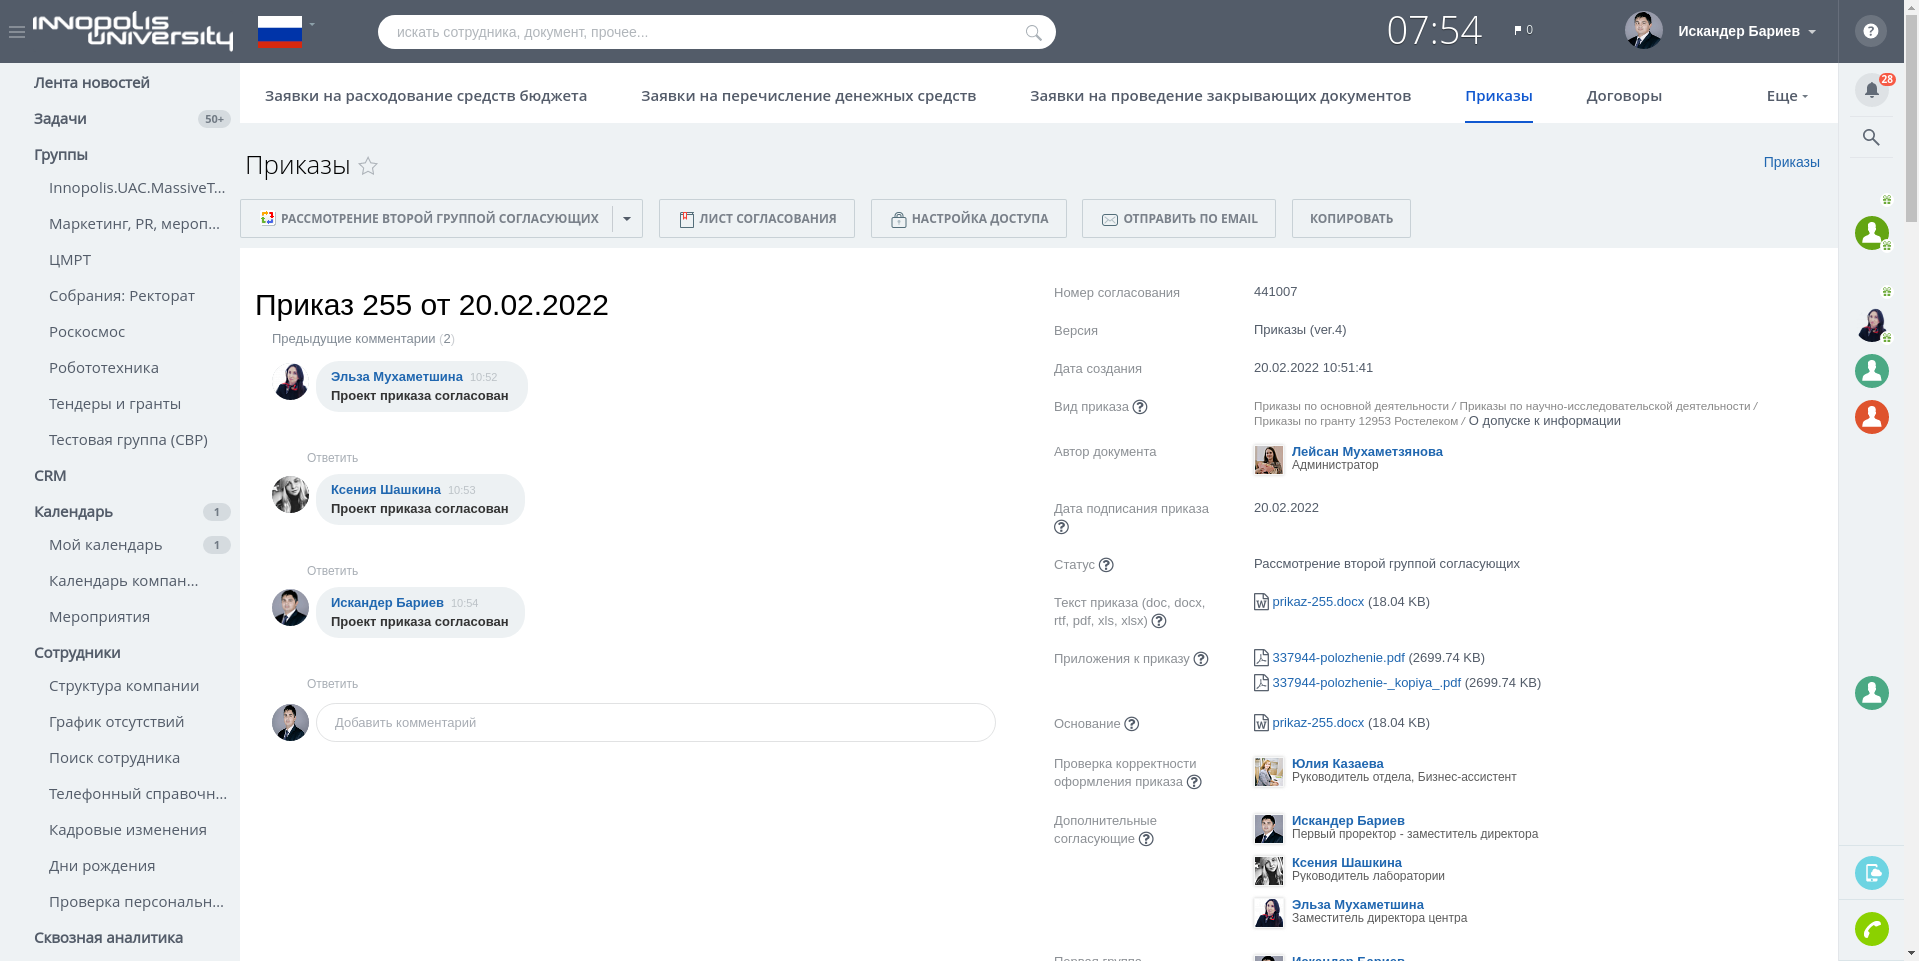 INNOPOLIS
UNIVERSITY
искать сотрудника, документ, прочее...
07:54
0
Искандер Бариев
?
28
Лента новостей
Задачи
50+
Группы
Innopolis.UAC.MassiveT...
Маркетинг, PR, мероп...
ЦМРТ
Собрания: Ректорат
Роскосмос
Робототехника
Тендеры и гранты
Тестовая группа (СВР)
CRM
Календарь
1
Мой календарь
1
Календарь компан...
Мероприятия
Сотрудники
Структура компании
График отсутствий
Поиск сотрудника
Телефонный справочн...
Кадровые изменения
Дни рождения
Проверка персональн...
Сквозная аналитика
Заявки на расходование средств бюджета
Заявки на перечисление денежных средств
Заявки на проведение закрывающих документов
Приказы
Договоры
Еще
Приказы
Приказы
РАССМОТРЕНИЕ ВТОРОЙ ГРУППОЙ СОГЛАСУЮЩИХ
ЛИСТ СОГЛАСОВАНИЯ
НАСТРОЙКА ДОСТУПА
ОТПРАВИТЬ ПО EMAIL
КОПИРОВАТЬ
Приказ 255 от 20.02.2022
Предыдущие комментарии (2)
Эльза Мухаметшина 10:52
Проект приказа согласован
Ответить
Ксения Шашкина 10:53
Проект приказа согласован
Ответить
Искандер Бариев 10:54
Проект приказа согласован
Ответить
Добавить комментарий
Номер согласования
441007
Версия
Приказы (ver.4)
Дата создания
20.02.2022 10:51:41
Вид приказа ?
Приказы по основной деятельности / Приказы по научно-исследовательской деятельности /
Приказы по гранту 12953 Ростелеком / О допуске к информации
Автор документа
Лейсан Мухаметзянова
Администратор
Дата подписания приказа
?
20.02.2022
Статус ?
Рассмотрение второй группой согласующих
Текст приказа (doc, docx,
rtf, pdf, xls, xlsx) ?
prikaz-255.docx (18.04 KB)
Приложения к приказу ?
337944-polozhenie.pdf (2699.74 KB)
337944-polozhenie-_kopiya_.pdf (2699.74 KB)
Основание ?
prikaz-255.docx (18.04 KB)
Проверка корректности
оформления приказа ?
Юлия Казаева
Руководитель отдела, Бизнес-ассистент
Дополнительные
согласующие ?
Искандер Бариев
Первый проректор - заместитель директора
Ксения Шашкина
Руководитель лаборатории
Эльза Мухаметшина
Заместитель директора центра
Первая группа
Искандер Бариев